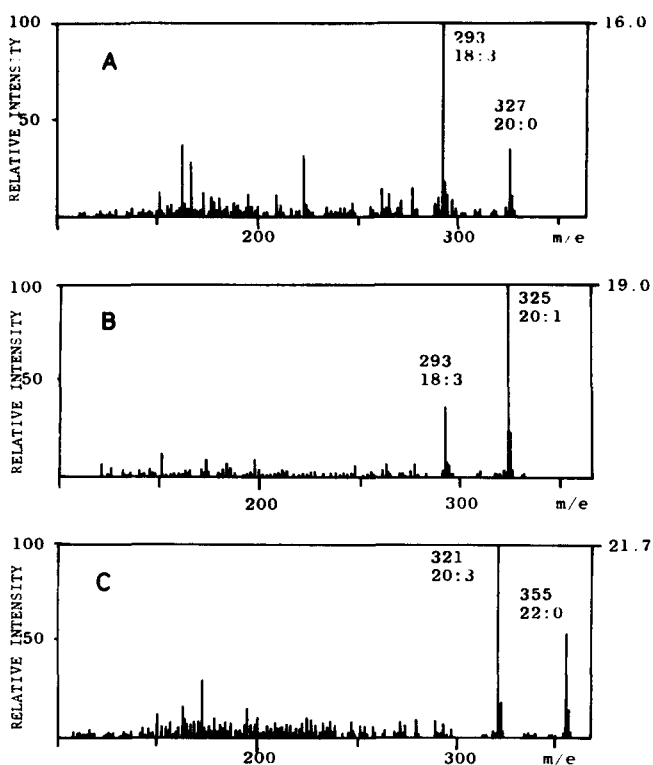 100 16.0
A
293
18:3
327
20:0
50
RELATIVE INTENSITY
200 300 m/e
100 19.0
B
325
20:1
293
18:3
50
RELATIVE INTENSITY
200 300 m/e
100 21.7
C
321
20:3
355
22:0
50
RELATIVE INTENSITY
200 300 m/e